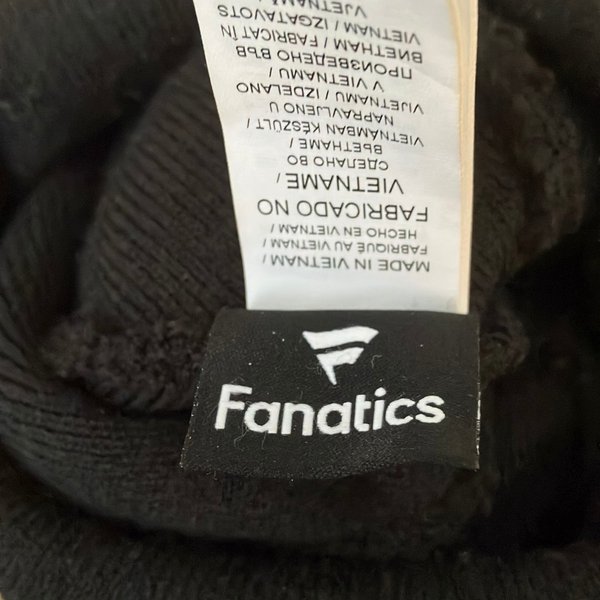 MADE IN VIETNAM /
FABRIQUÉ AU VIETNAM /
HECHO EN VIETNAM /
FABRICADO NO
VIETNAME /
СДЕЛАНО ВО
ВЬЕТНАМЕ /
VIETNAMBAN KÉSZÜLT /
NAPRAVLJENO U
VIJETNAMU / IZDELANO
V VIETNAMU /
ПРОИЗВЕДЕНО ВЪВ
ВИЕТНАМ / FABRICAT ÎN
VIETNAM / IZGATAVOTS
Fanatics